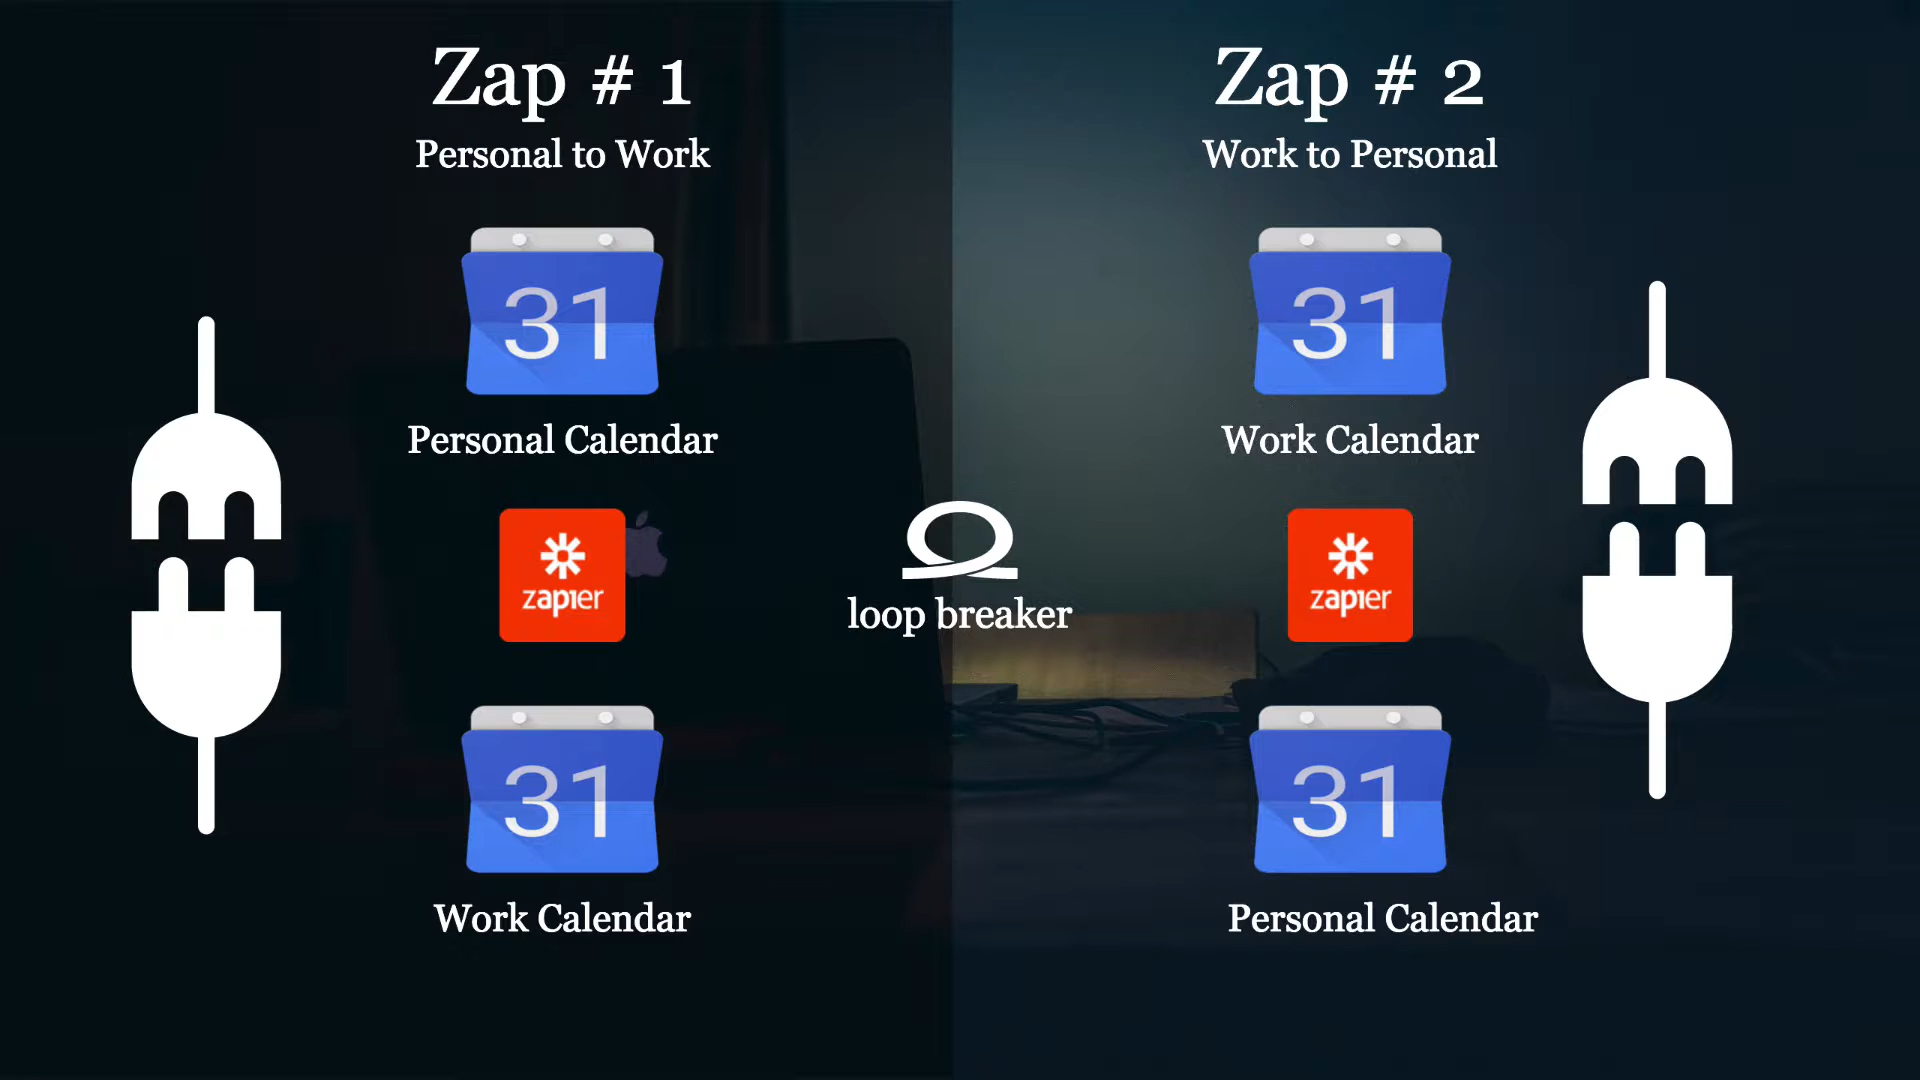 Zap # 1
Personal to Work
31
Personal Calendar
zapier
31
Work Calendar
loop breaker
Zap # 2
Work to Personal
31
Work Calendar
zapier
31
Personal Calendar